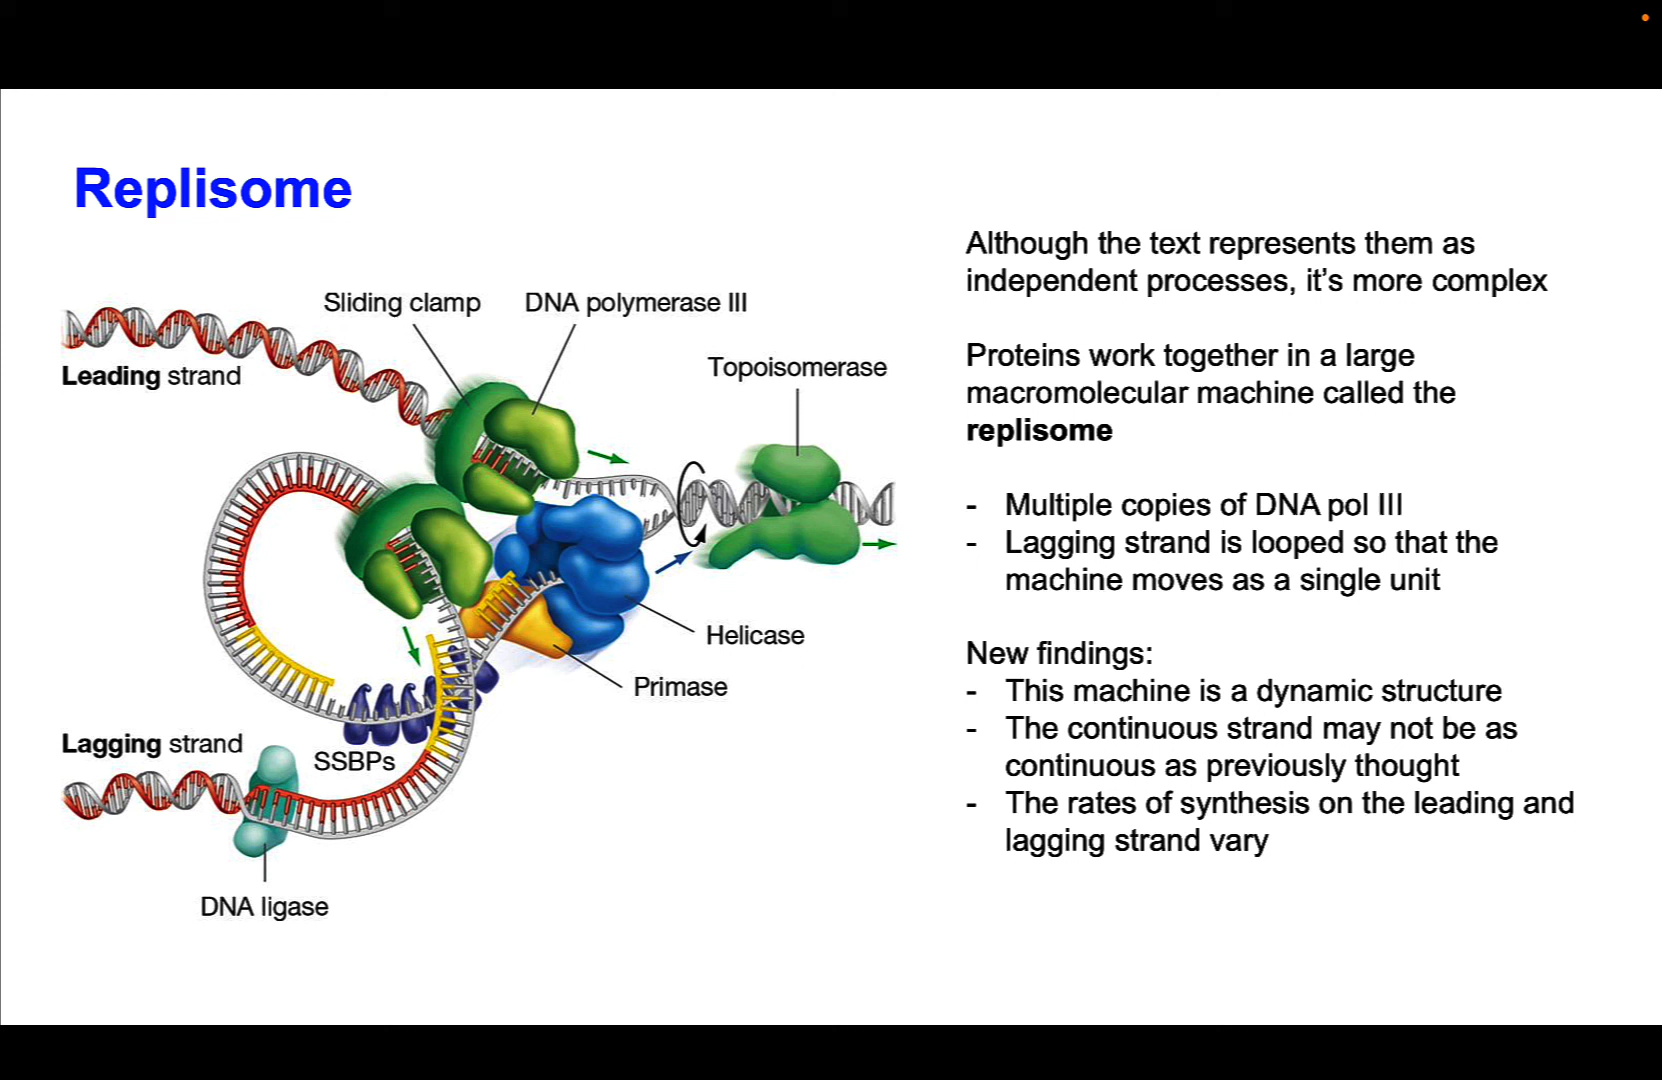 Replisome
Sliding clamp
DNA polymerase III
Topoisomerase
Leading strand
Helicase
Primase
Lagging strand
SSBPs
DNA ligase
Although the text represents them as
independent processes, it's more complex
Proteins work together in a large
macromolecular machine called the
replisome
- Multiple copies of DNA pol III
- Lagging strand is looped so that the
machine moves as a single unit
New findings:
- This machine is a dynamic structure
- The continuous strand may not be as
continuous as previously thought
- The rates of synthesis on the leading and
lagging strand vary